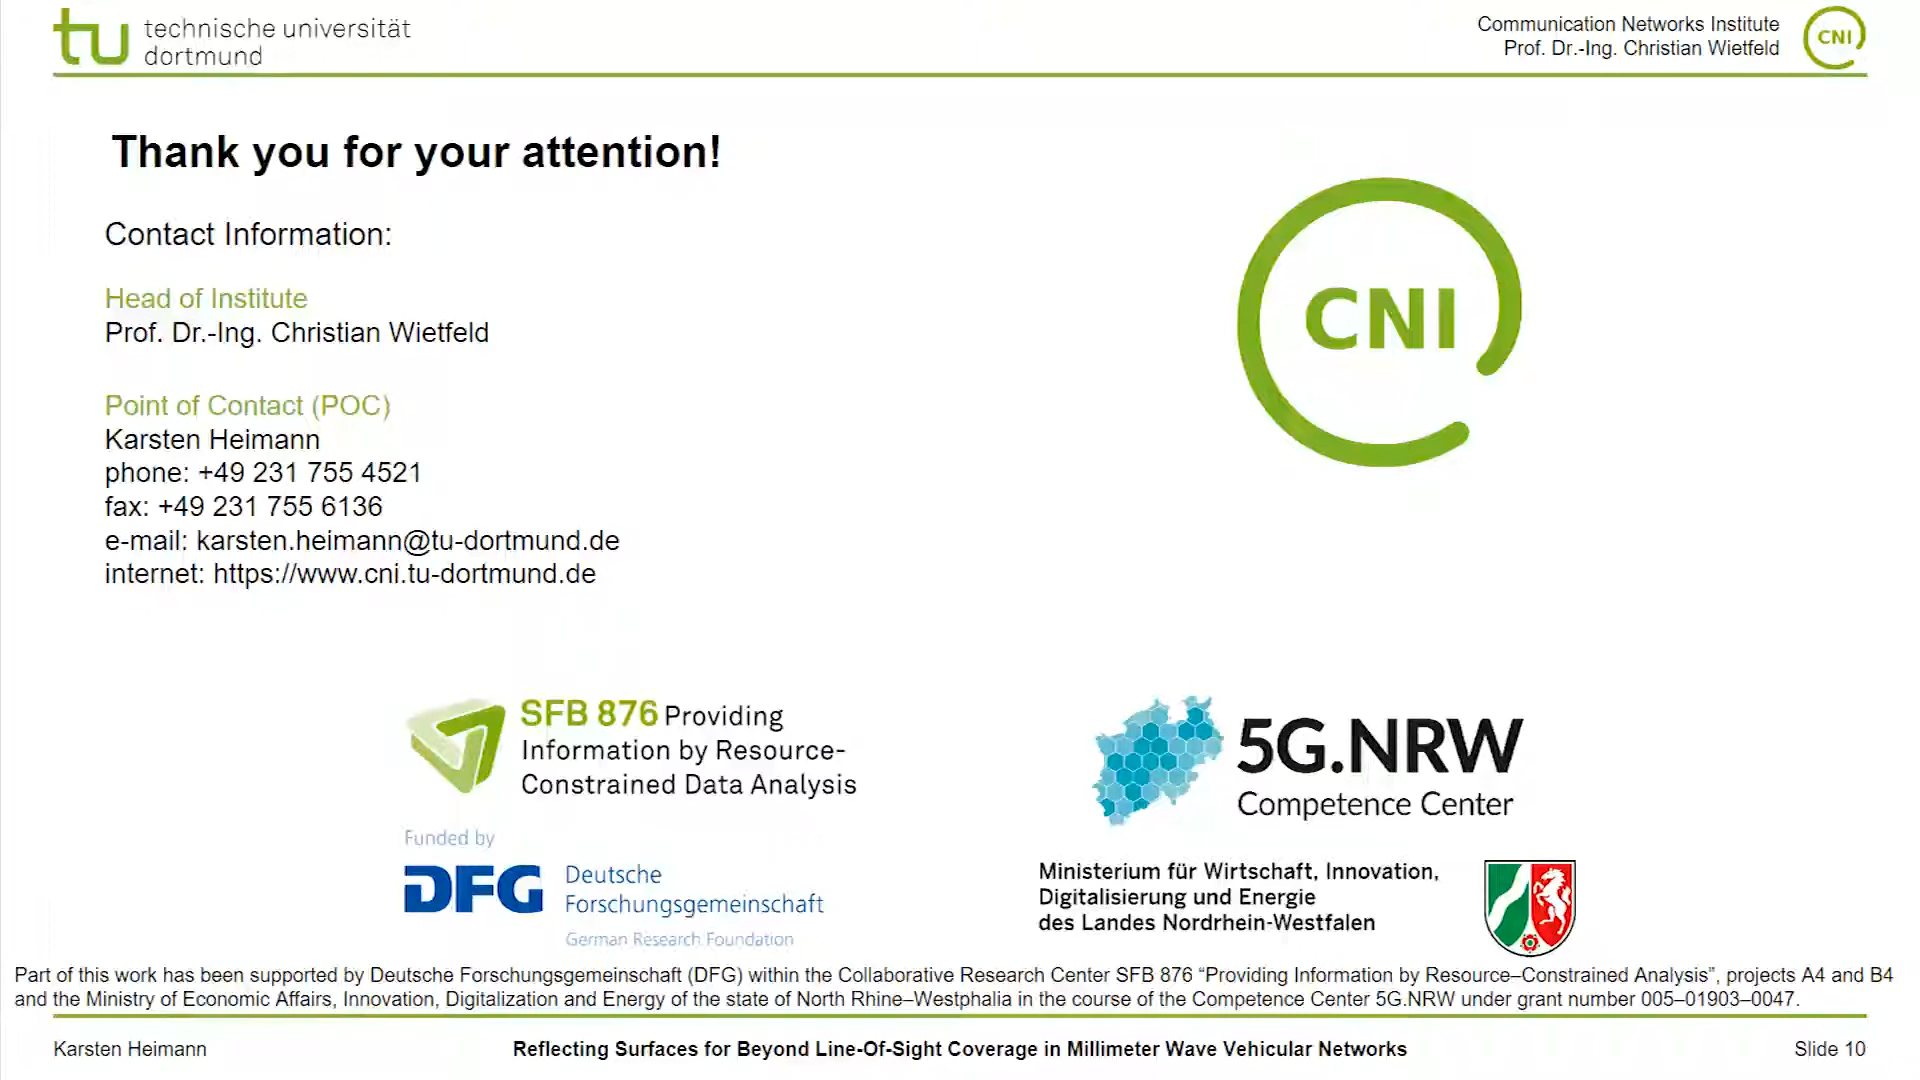 tu technische universität
dortmund
Communication Networks Institute
Prof. Dr.-Ing. Christian Wietfeld
CNI
Thank you for your attention!
Contact Information:
Head of Institute
Prof. Dr.-Ing. Christian Wietfeld
Point of Contact (POC)
Karsten Heimann
phone: +49 231 755 4521
fax: +49 231 755 6136
e-mail: karsten.heimann@tu-dortmund.de
internet: https://www.cni.tu-dortmund.de
CNI
SFB 876 Providing
Information by Resource-
Constrained Data Analysis
Funded by
DFG Deutsche
Forschungsgemeinschaft
German Research Foundation
5G.NRW
Competence Center
Ministerium für Wirtschaft, Innovation,
Digitalisierung und Energie
des Landes Nordrhein-Westfalen
Part of this work has been supported by Deutsche Forschungsgemeinschaft (DFG) within the Collaborative Research Center SFB 876 “Providing Information by Resource–Constrained Analysis”, projects A4 and B4
and the Ministry of Economic Affairs, Innovation, Digitalization and Energy of the state of North Rhine–Westphalia in the course of the Competence Center 5G.NRW under grant number 005–01903–0047.
Karsten Heimann
Reflecting Surfaces for Beyond Line-Of-Sight Coverage in Millimeter Wave Vehicular Networks
Slide 10